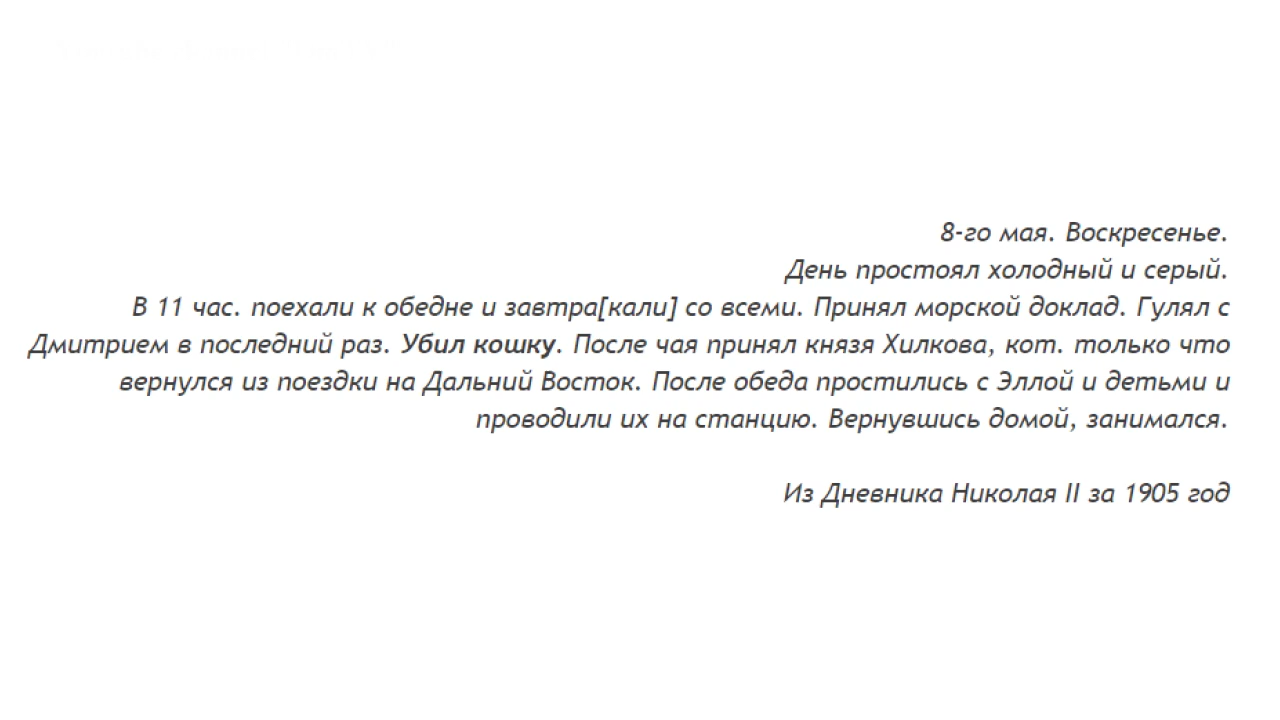 8-го мая. Воскресенье.
День простоял холодный и серый.
В 11 час. поехали к обедне и завтра[кали] со всеми. Принял морской доклад. Гулял с
Дмитрием в последний раз. Убил кошку. После чая принял князя Хилкова, кот. только что
вернулся из поездки на Дальний Восток. После обеда простились с Эллой и детьми и
проводили их на станцию. Вернувшись домой, занимался.
Из Дневника Николая II за 1905 год